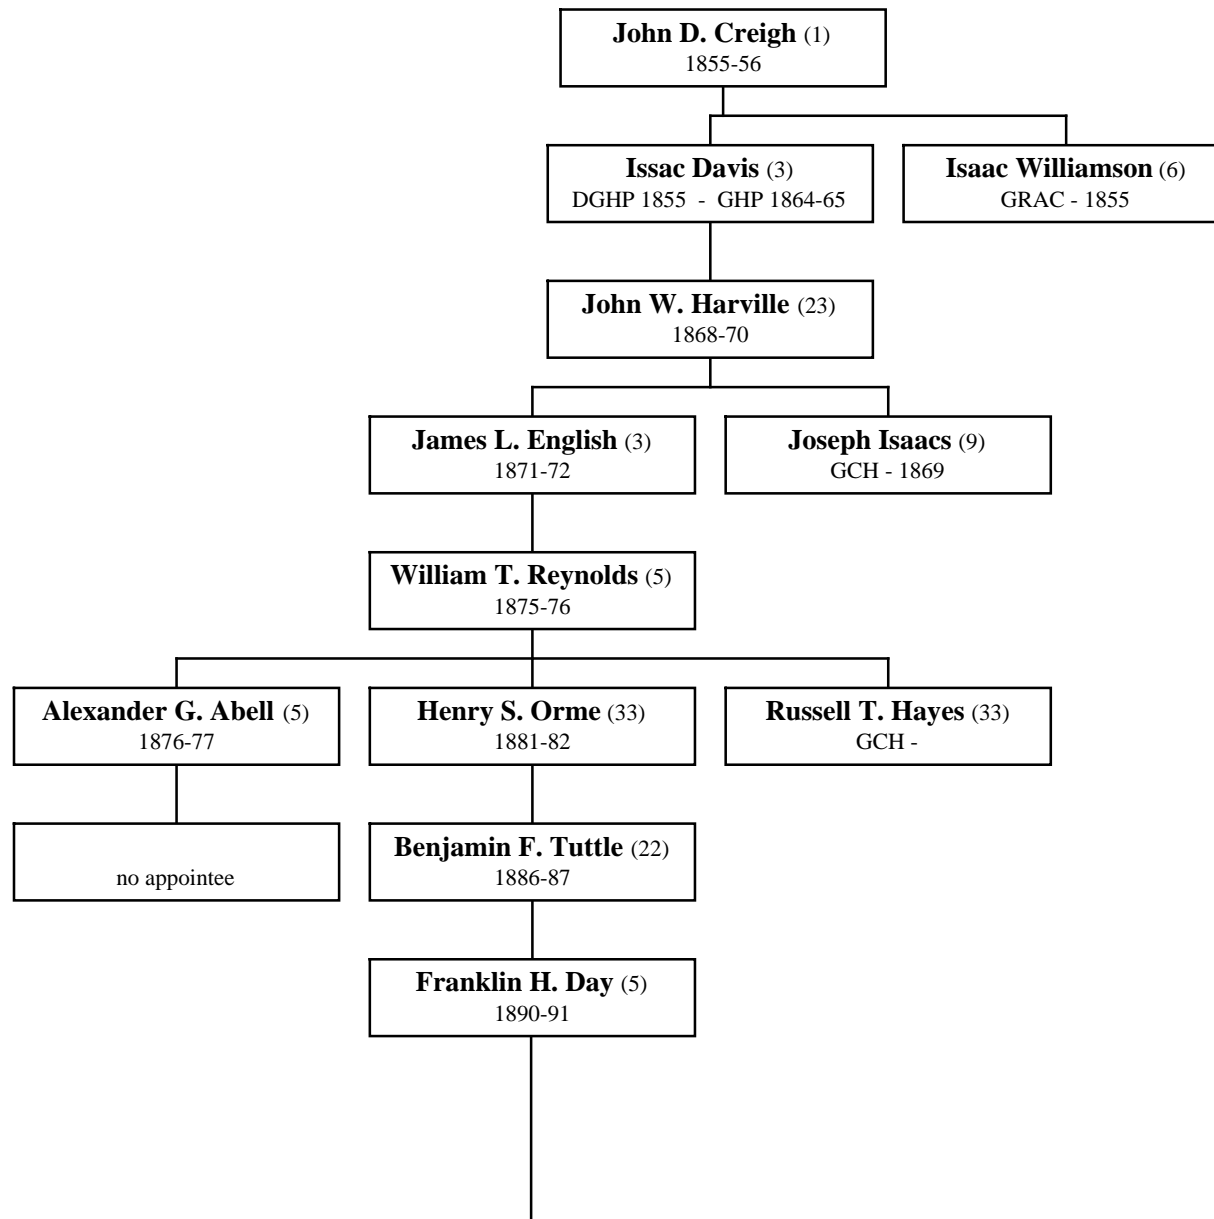 John D. Creigh (1)
1855-56
Issac Davis (3)
DGHP 1855 - GHP 1864-65
Isaac Williamson (6)
GRAC - 1855
John W. Harville (23)
1868-70
James L. English (3)
1871-72
Joseph Isaacs (9)
GCH - 1869
William T. Reynolds (5)
1875-76
Alexander G. Abell (5)
1876-77
Henry S. Orme (33)
1881-82
Russell T. Hayes (33)
GCH -
no appointee
Benjamin F. Tuttle (22)
1886-87
Franklin H. Day (5)
1890-91